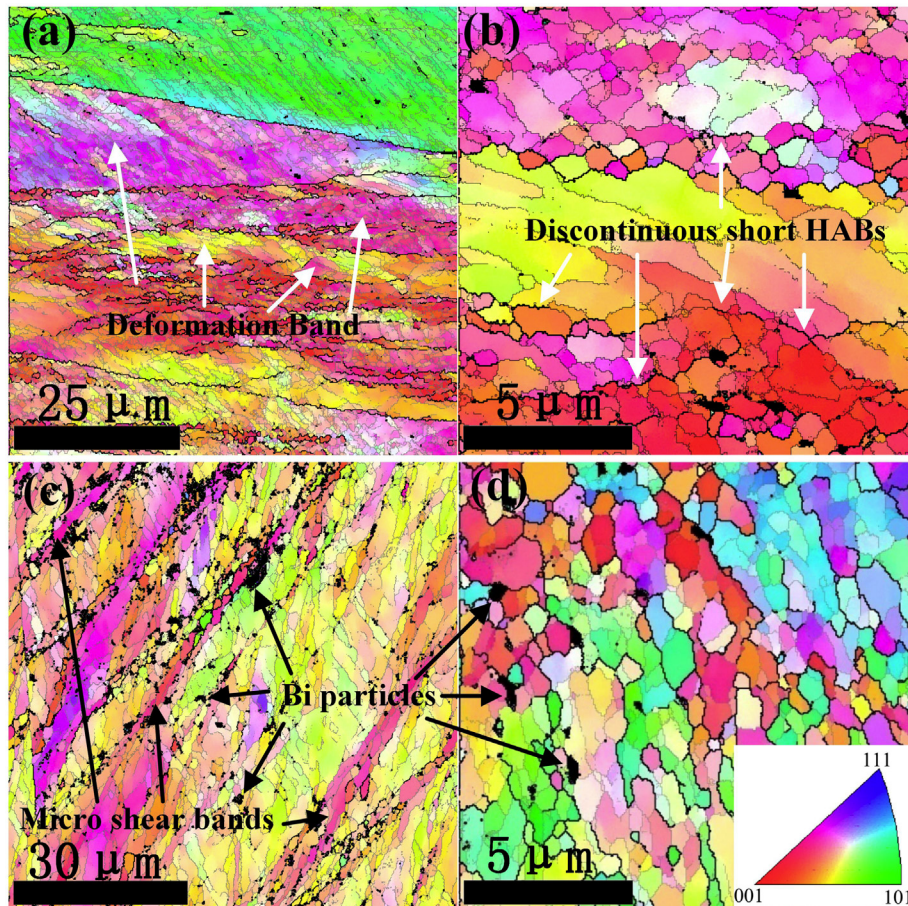 (a)
(b)
Discontinuous short HABs
Deformation Band
25 μm
5 μm
(c)
(d)
Bi particles
Micro shear bands
30 μm
5 μm
111
001
101